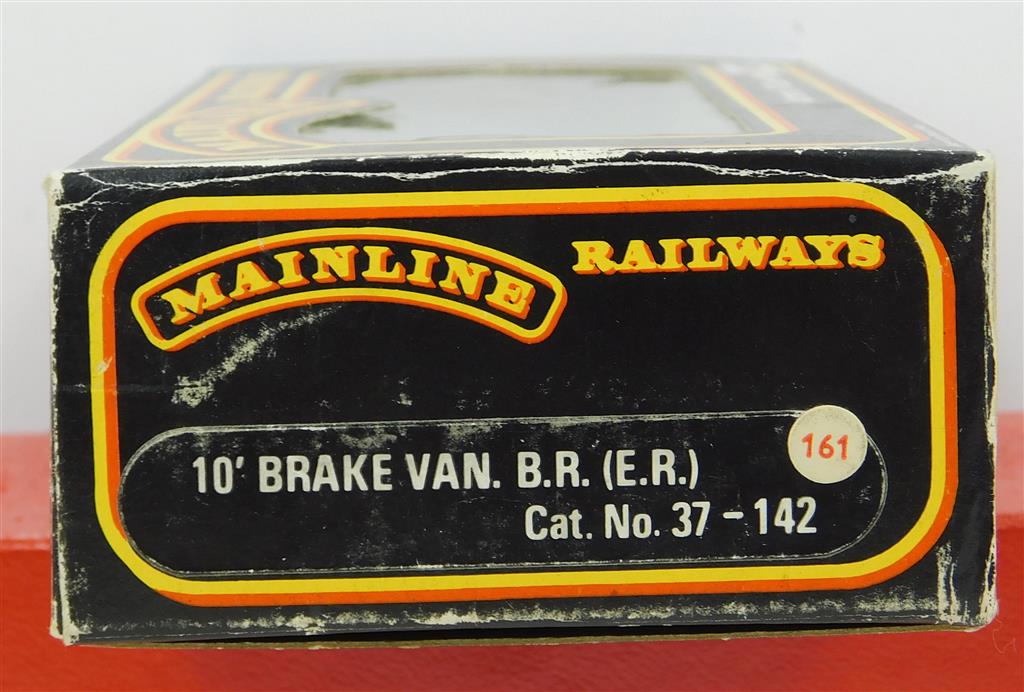 MAINLINE RAILWAYS
161
10' BRAKE VAN. B.R. (E.R.)
Cat. No. 37-142